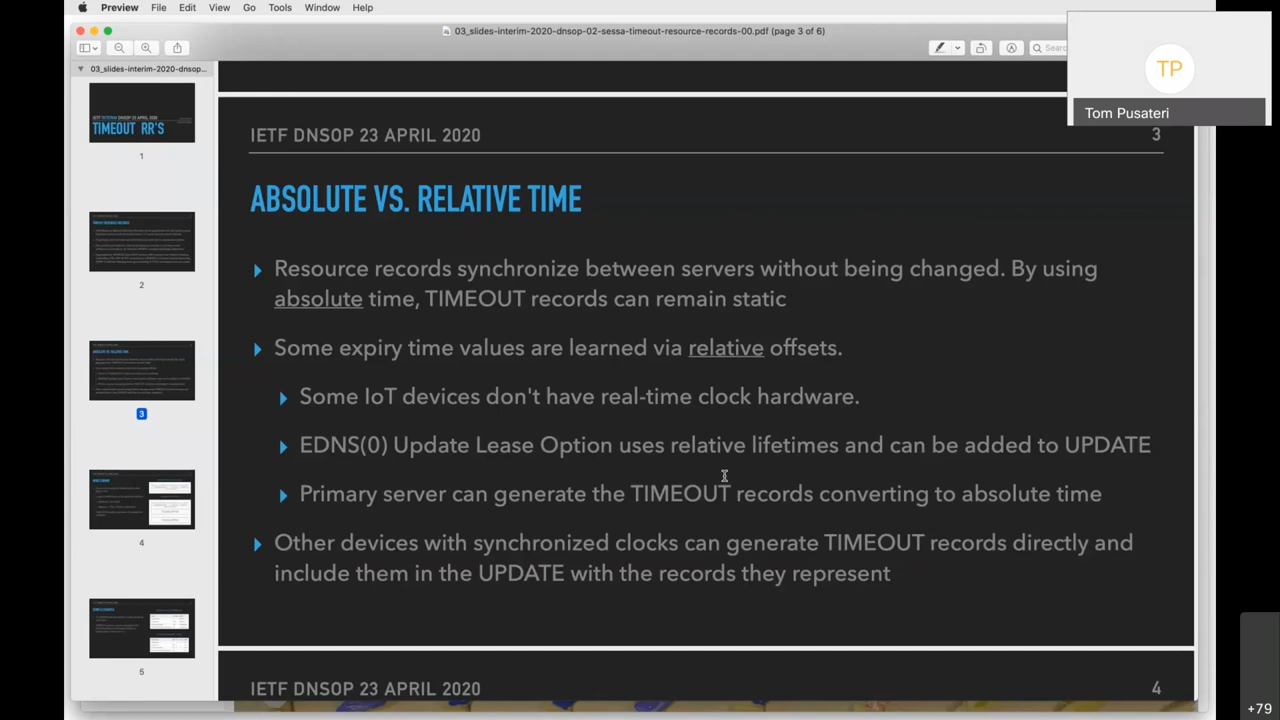 Preview File Edit View Go Tools Window Help
03_slides-interim-2020-dnsop-02-sessa-timeout-resource-records-00.pdf (page 3 of 6)
03_slides-interim-2020-dnsop...
TIMEOUT RR'S
1
2
3
4
5
TP
Tom Pusateri
IETF DNSOP 23 APRIL 2020
3
ABSOLUTE VS. RELATIVE TIME
Resource records synchronize between servers without being changed. By using
absolute time, TIMEOUT records can remain static
Some expiry time values are learned via relative offsets.
Some IoT devices don't have real-time clock hardware.
EDNS(0) Update Lease Option uses relative lifetimes and can be added to UPDATE
Primary server can generate the TIMEOUT records converting to absolute time
Other devices with synchronized clocks can generate TIMEOUT records directly and
include them in the UPDATE with the records they represent
IETF DNSOP 23 APRIL 2020
4
+79